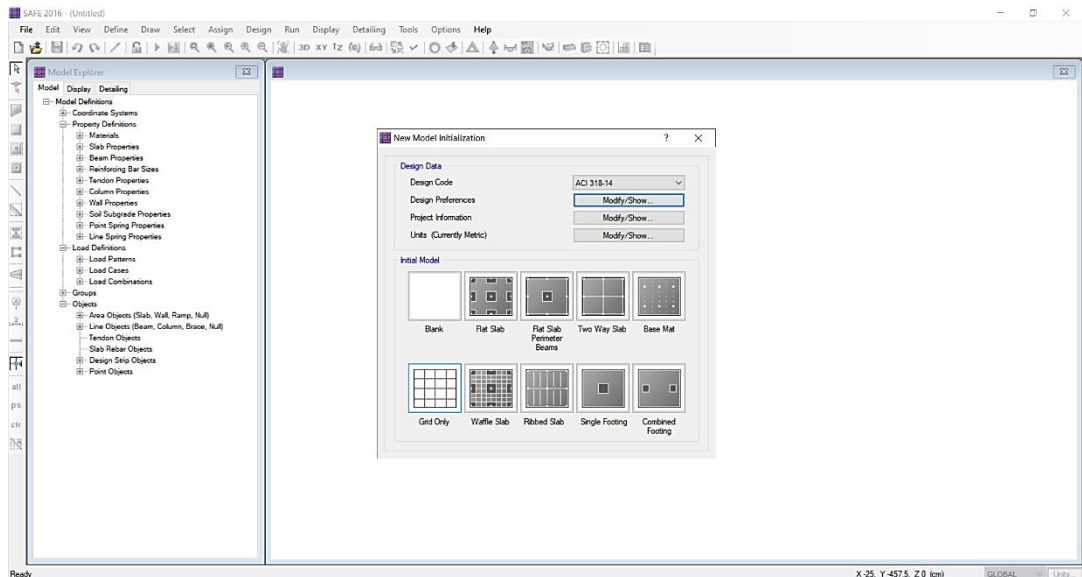 SAFE 2016 - (Untitled)
File Edit View Define Draw Select Assign Design Run Display Detailing Tools Options Help
3D XY
Model Explorer
Model Display Detailing
Model Definitions
Coordinate Systems
Property Definitions
Materials
Slab Properties
Beam Properties
Reinforcing Bar Sizes
Tendon Properties
Column Properties
Wall Properties
Soil Subgrade Properties
Point Spring Properties
Line Spring Properties
Load Definitions
Load Patterns
Load Cases
Load Combinations
Groups
Objects
Area Objects (Slab, Wall, Ramp, Null)
Line Objects (Beam, Column, Brace, Null)
Tendon Objects
Slab Rebar Objects
Design Strip Objects
Point Objects
all
ps
clr
New Model Initialization ? X
Design Data
Design Code ACI 318-14
Design Preferences Modify/Show...
Project Information Modify/Show...
Units (Currently Metric) Modify/Show...
Initial Model
Blank Flat Slab Flat Slab Perimeter Beams Two Way Slab Base Mat
Grid Only Waffle Slab Ribbed Slab Single Footing Combined Footing
Ready X -25, Y -457.5, Z 0 (cm) GLOBAL Units